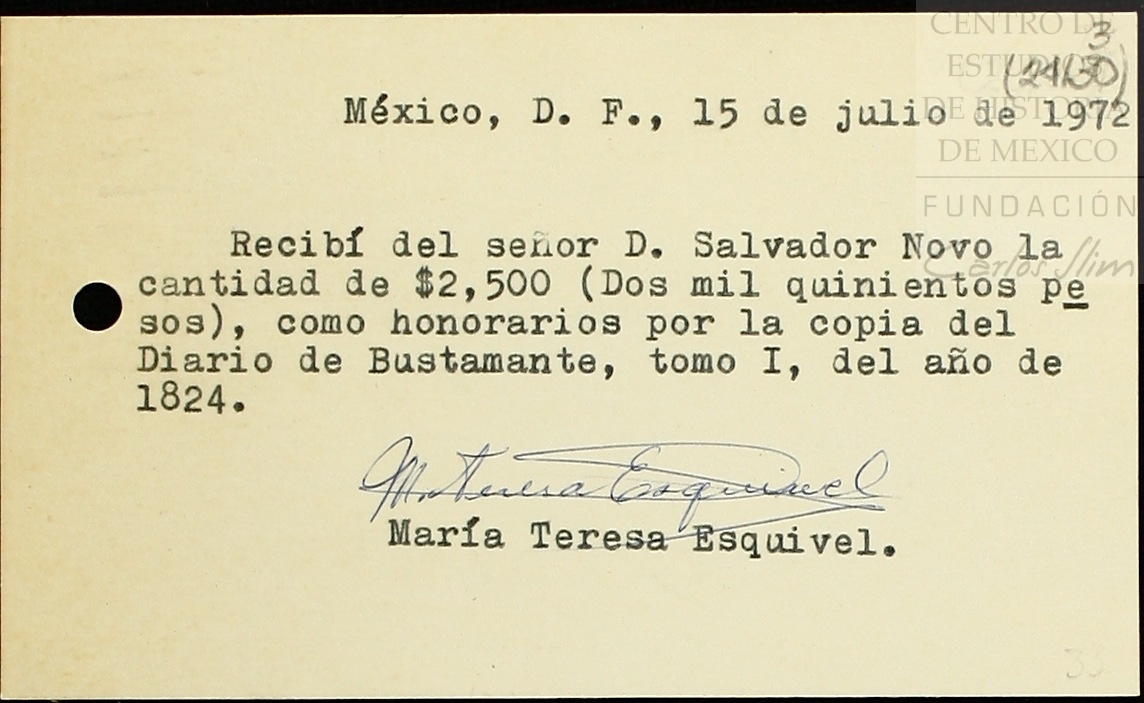 CENTRO DE
ESTUDIOS
DE HISTORIA
DE MEXICO
FUNDACIÓN
Carlos Slim
3
México, D. F., 15 de julio de 1972
Recibí del señor D. Salvador Novo la
cantidad de $2,500 (Dos mil quinientos pe
sos), como honorarios por la copia del
Diario de Bustamante, tomo I, del año de
1824.
M. Teresa Esquivel
María Teresa Esquivel.
33